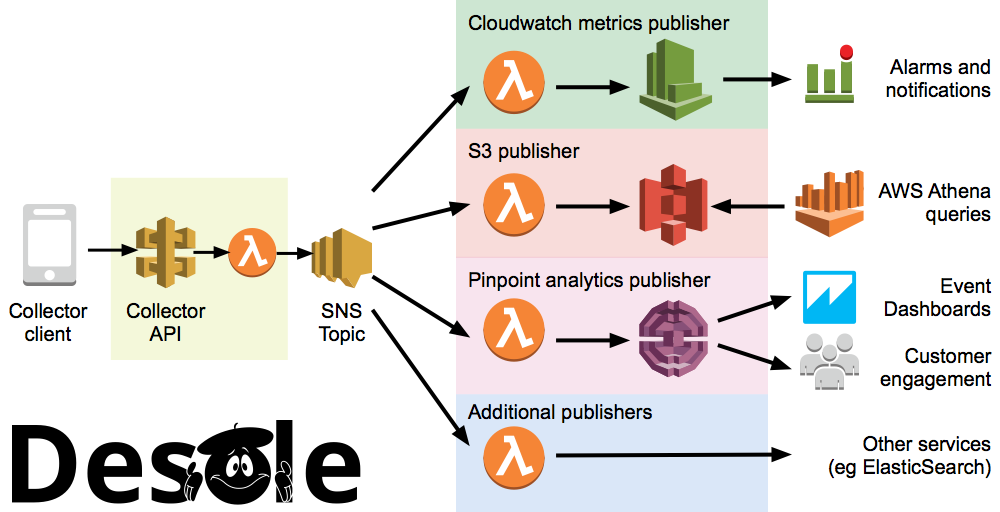 Cloudwatch metrics publisher
Alarms and
notifications
S3 publisher
AWS Athena
queries
Collector
client
Collector
API
SNS
Topic
Pinpoint analytics publisher
Event
Dashboards
Customer
engagement
Additional publishers
Other services
(eg ElasticSearch)
Desole